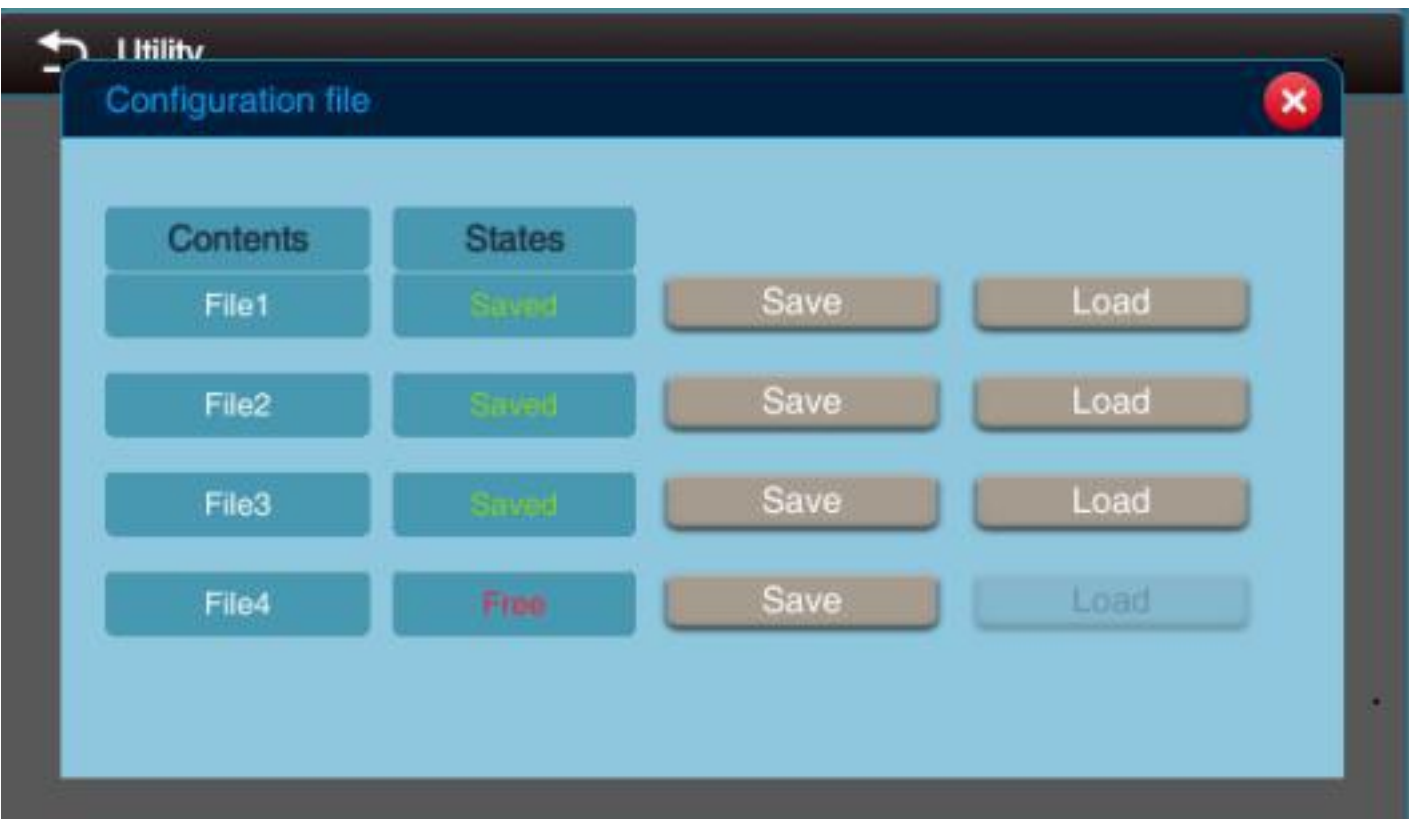 Utility
Configuration file
Contents States
File1 Saved Save Load
File2 Saved Save Load
File3 Saved Save Load
File4 Free Save Load